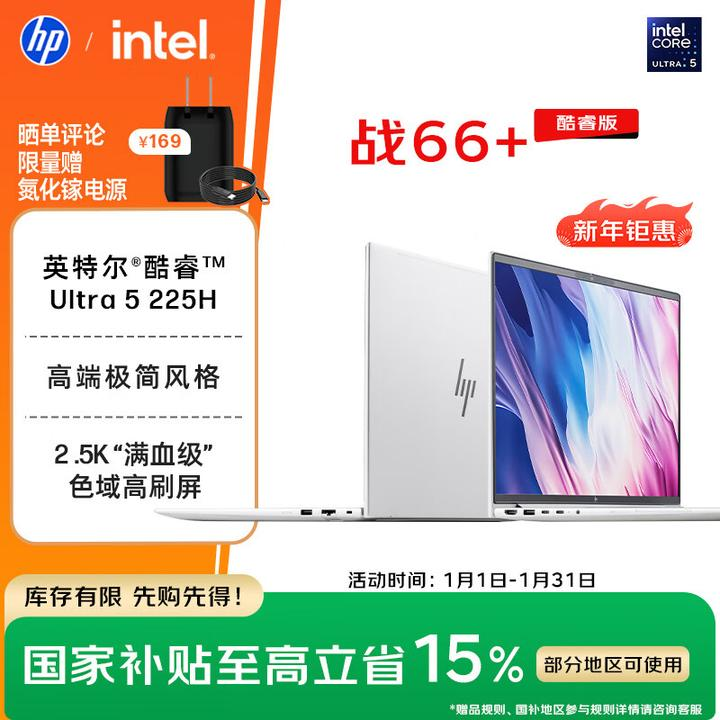 hp / intel.
intel
CORE
ULTRA 5
晒单评论
限量赠
氮化镓电源
¥169
战66+
酷睿版
新年钜惠
英特尔®酷睿™
Ultra 5 225H
高端极简风格
2.5K“满血级”
色域高刷屏
hp
活动时间：1月1日-1月31日
库存有限 先购先得！
国家补贴至高立省15%
部分地区可使用
*赠品规则、国补地区参与规则详情请咨询客服